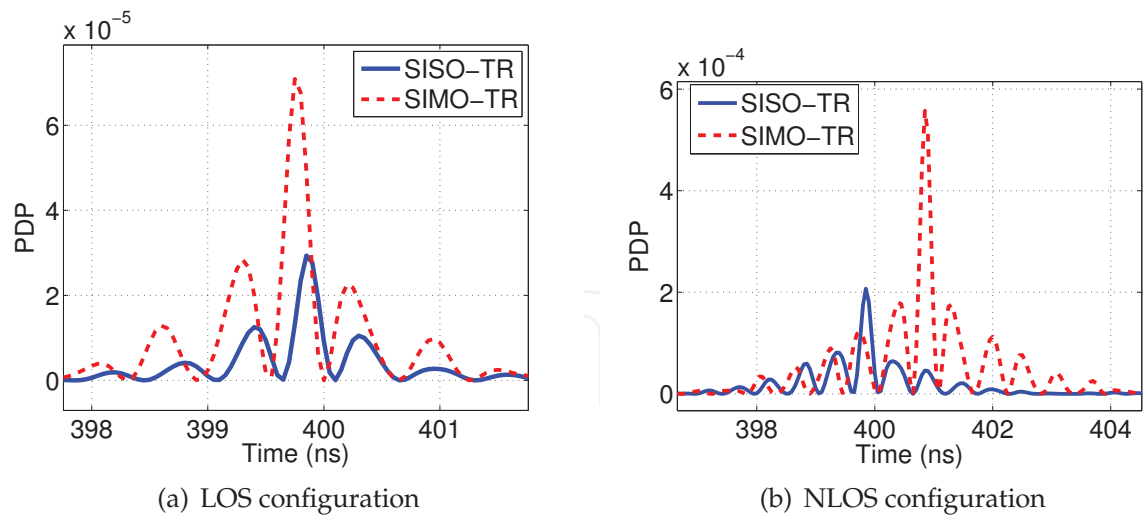 x 10⁻⁵
SISO−TR
SIMO−TR
6
4
2
0
PDP
398
399
400
401
Time (ns)
(a) LOS configuration
x 10⁻⁴
SISO−TR
SIMO−TR
6
4
2
0
PDP
398
400
402
404
Time (ns)
(b) NLOS configuration